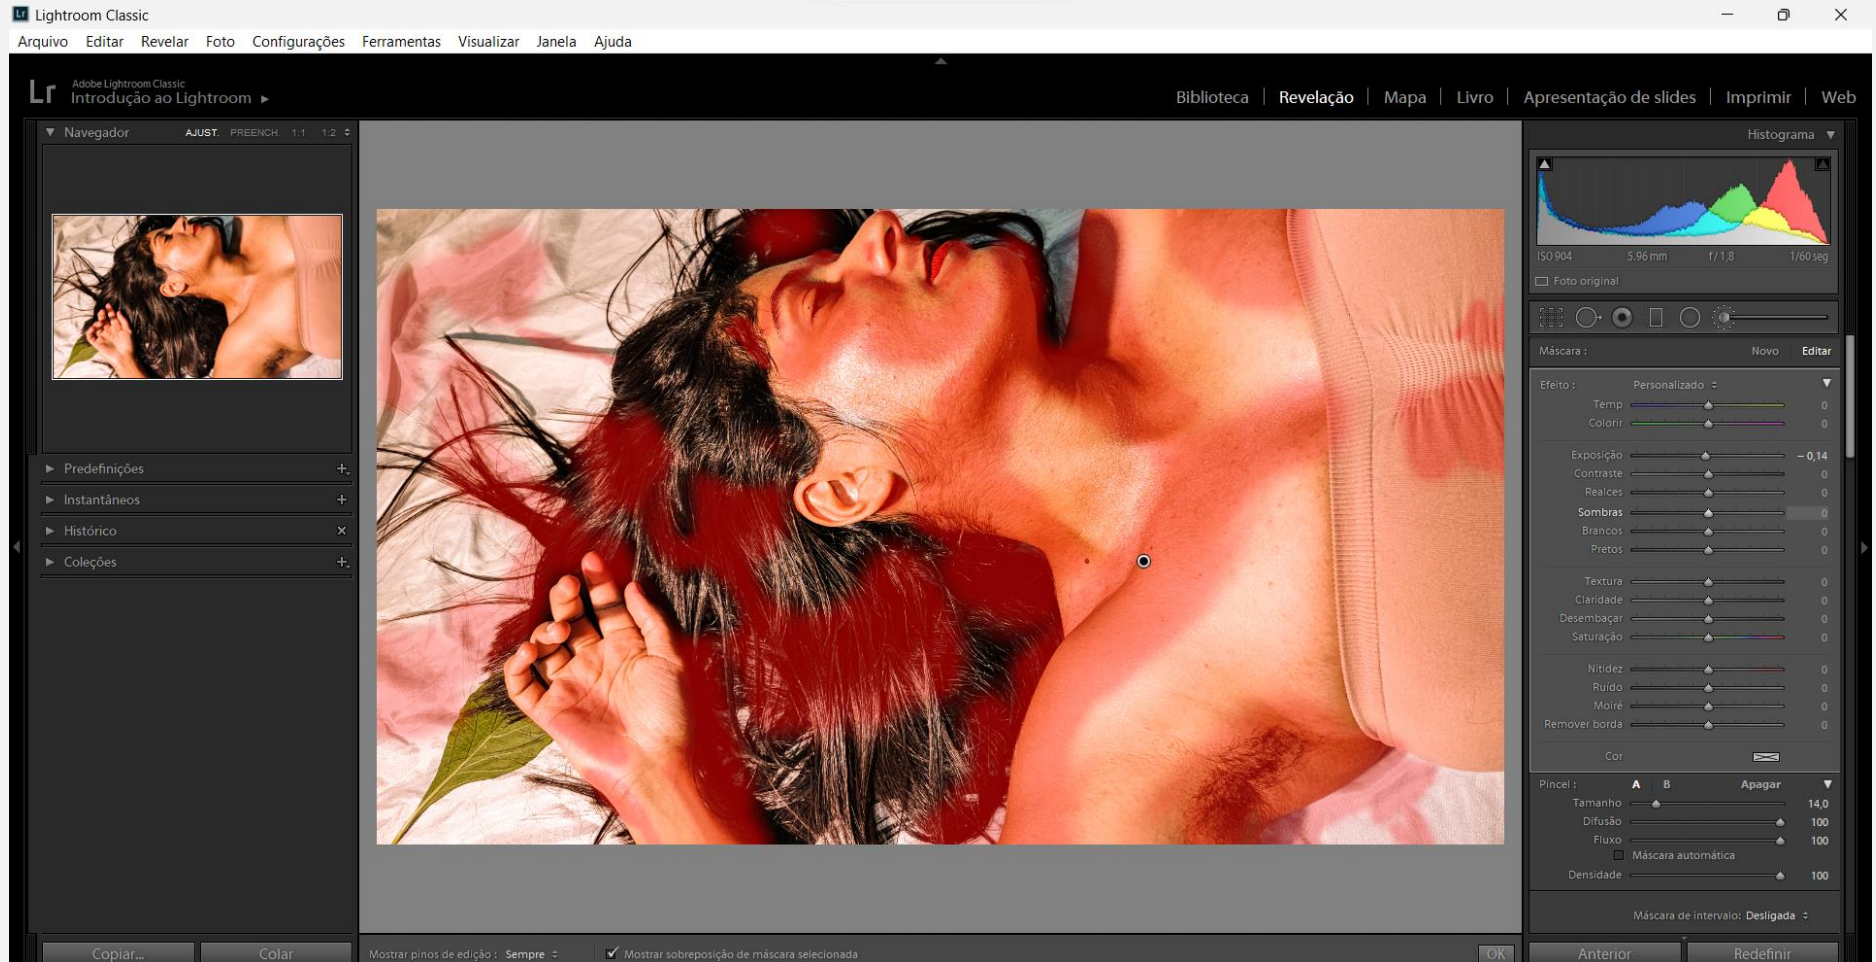 Lr Lightroom Classic
Arquivo Editar Revelar Foto Configurações Ferramentas Visualizar Janela Ajuda
Lr
Adobe Lightroom Classic
Introdução ao Lightroom
Biblioteca | Revelação | Mapa | Livro | Apresentação de slides | Imprimir | Web
Navegador AJUST. PREENCH. 1:1 1:2
Predefinições
Instantâneos
Histórico
Coleções
Copiar... Colar
Mostrar pinos de edição : Sempre
Mostrar sobreposição de máscara selecionada
OK
Histograma
ISO 904 5.96 mm f / 1,8 1/60 seg
Foto original
Máscara : Novo Editar
Efeito : Personalizado
Temp 0
Colorir 0
Exposição – 0,14
Contraste 0
Realces 0
Sombras 0
Brancos 0
Pretos 0
Textura 0
Claridade 0
Desembaçar 0
Saturação 0
Nitidez 0
Ruído 0
Moiré 0
Remover borda 0
Cor
Pincel : A B Apagar
Tamanho 14,0
Difusão 100
Fluxo 100
Máscara automática
Densidade 100
Máscara de intervalo: Desligada
Anterior Redefinir